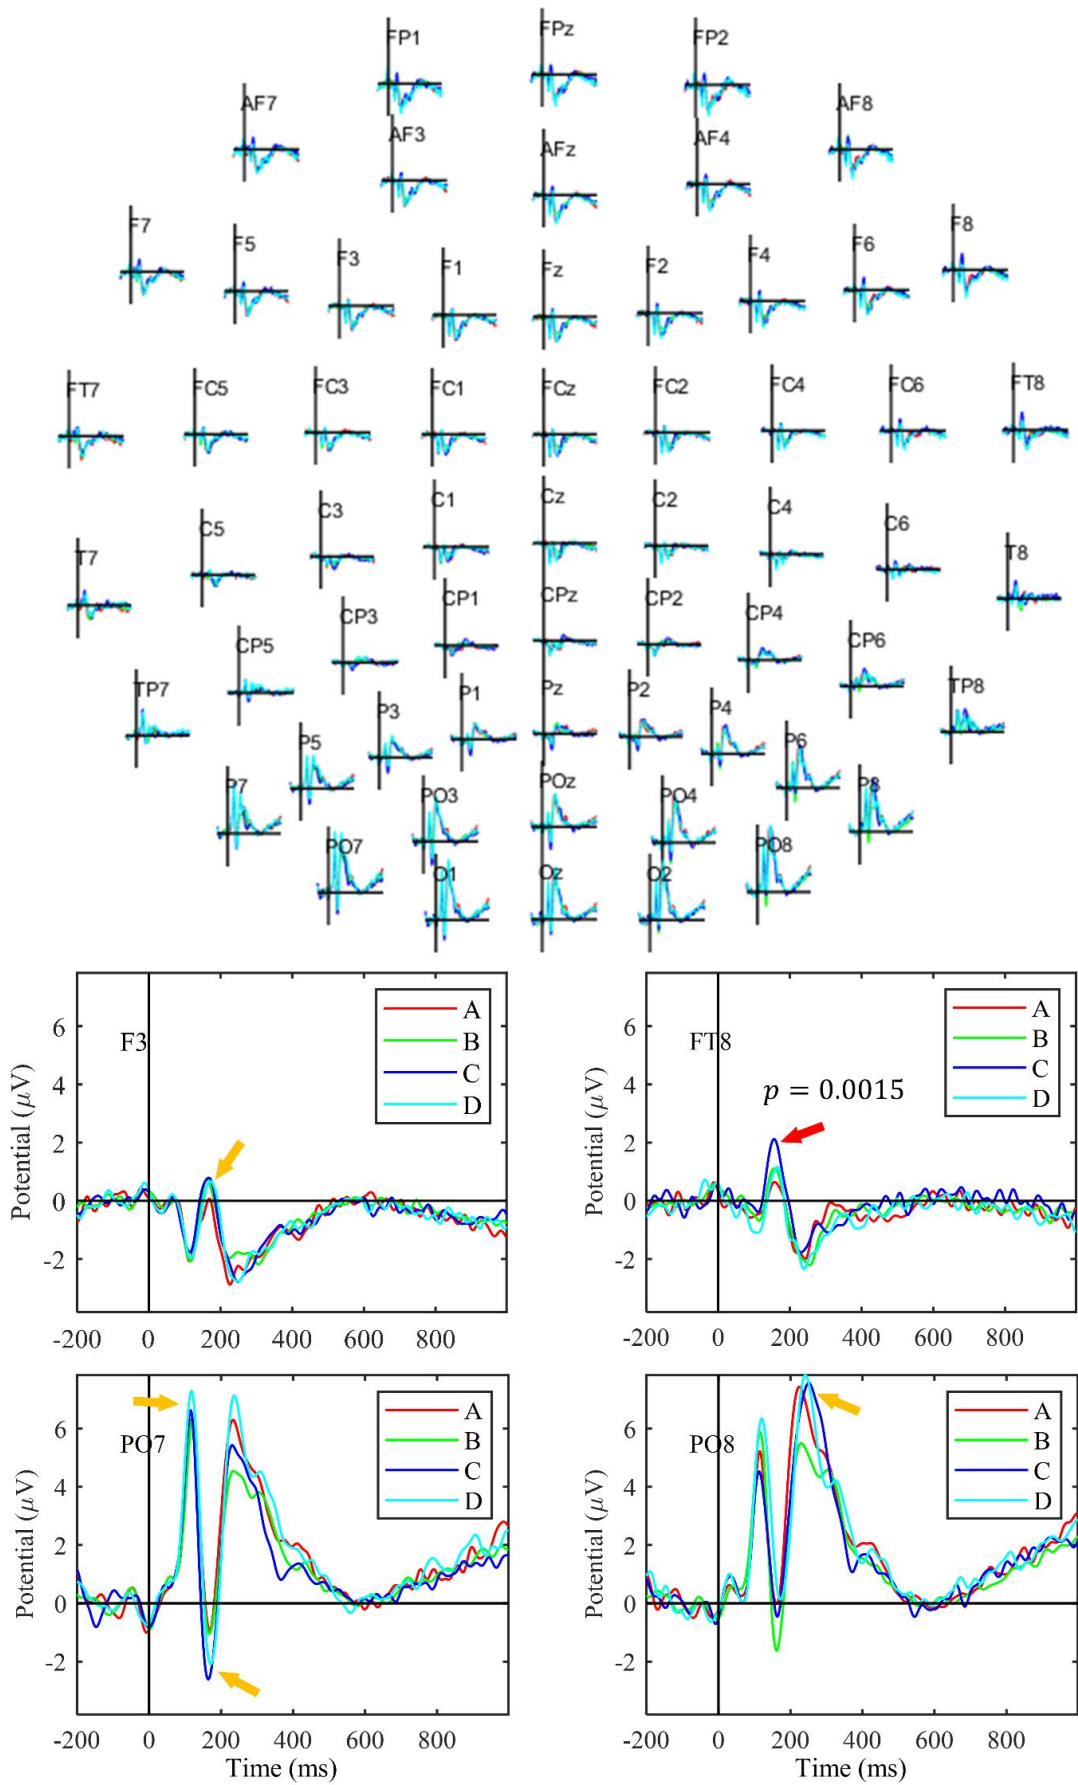 FP1 FPz FP2
AF7 AF8
AF3 AFz AF4
F7 F5 F3 F1 Fz F2 F4 F6 F8
FT7 FC5 FC3 FC1 FCz FC2 FC4 FC6 FT8
T7 C5 C3 C1 Cz C2 C4 C6 T8
TP7 CP5 CP3 CP1 CPz CP2 CP4 CP6 TP8
P7 P5 P3 P1 Pz P2 P4 P6 P8
PO7 PO3 POz PO4 PO8
O1 Oz O2
Potential (μV)
6
4
2
0
-2
F3
A
B
C
D
-200 0 200 400 600 800
Potential (μV)
6
4
2
0
-2
FT8
p = 0.0015
A
B
C
D
-200 0 200 400 600 800
Potential (μV)
6
4
2
0
-2
PO7
A
B
C
D
-200 0 200 400 600 800
Time (ms)
Potential (μV)
6
4
2
0
-2
PO8
A
B
C
D
-200 0 200 400 600 800
Time (ms)